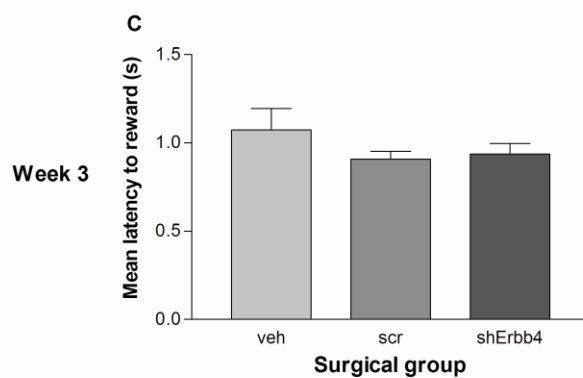 C
Mean latency to reward (s)
1.5
1.0
0.5
0.0
Week 3
veh scr shErbb4
Surgical group